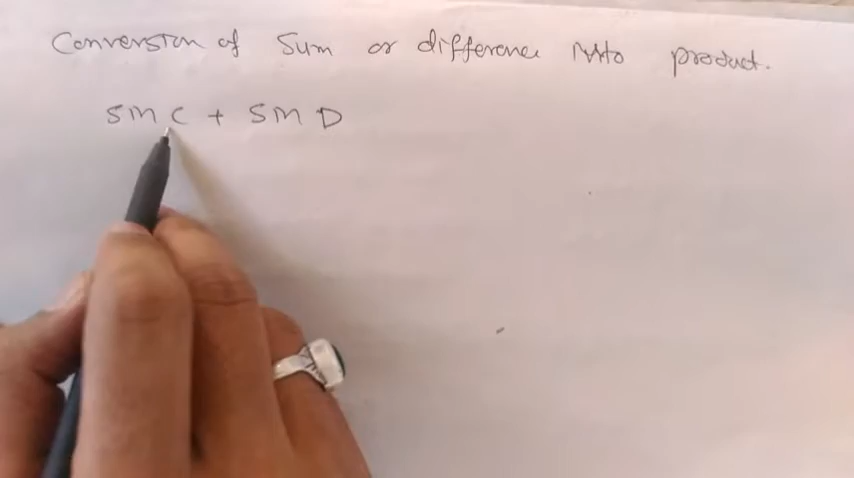 Conversion of Sum or difference into product.
sin C + sin D